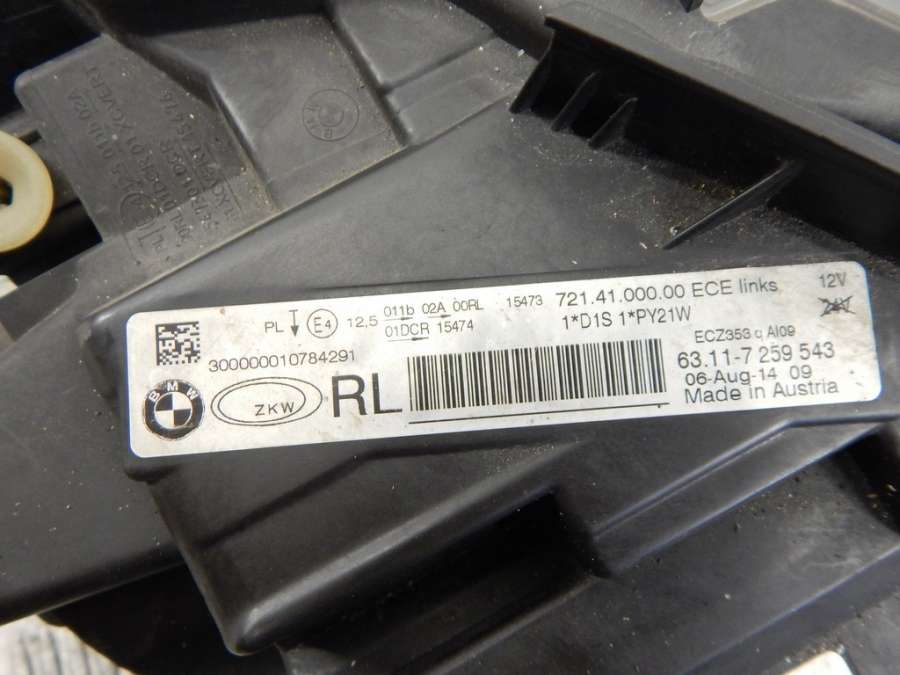 PL E4 12,5 011b 02A 00RL 15473 721.41.000.00 ECE links 12V
01DCR 15474 1*D1S 1*PY21W 24V
300000010784291
ECZ353 q AI09
63.11-7 259 543
BMW ZKW RL
06-Aug-14 09
Made in Austria